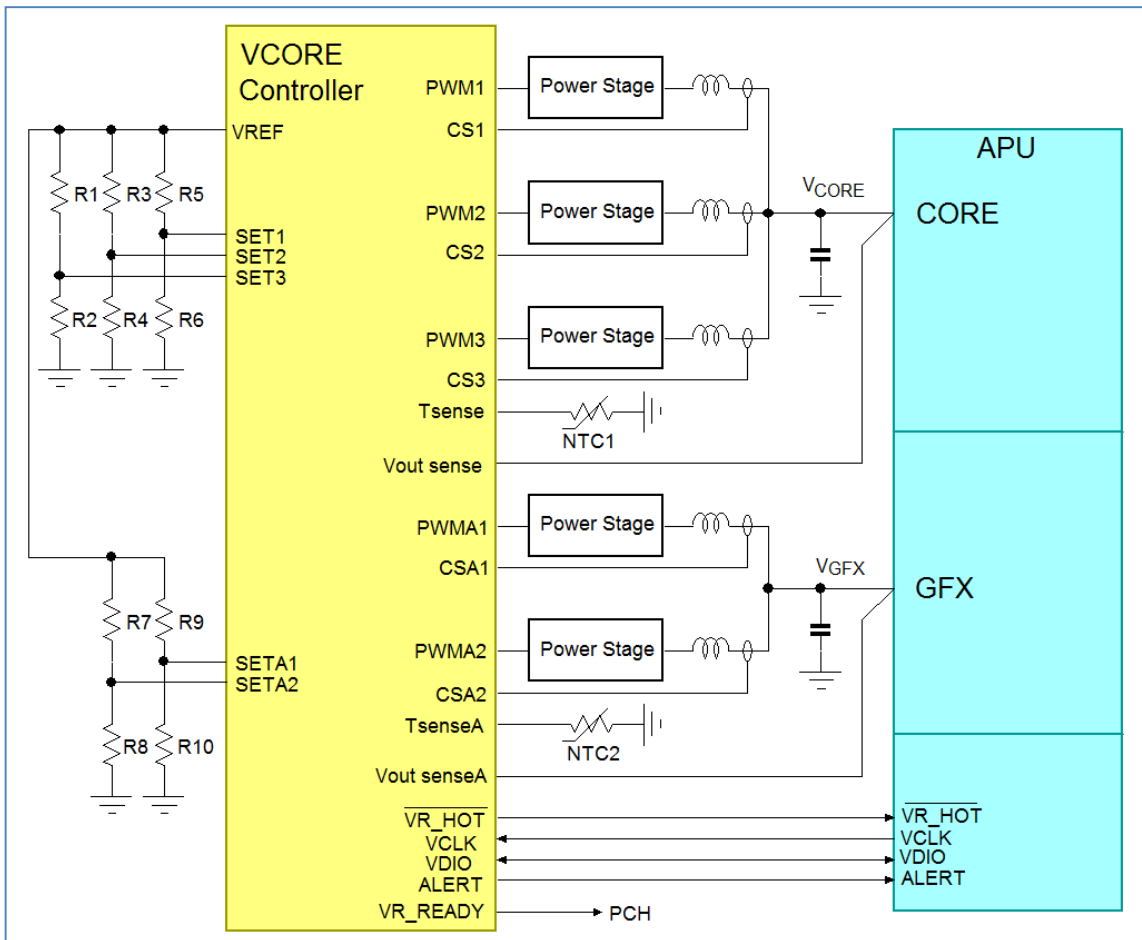 VCORE
Controller
VREF
R1
R3
R5
SET1
SET2
SET3
R2
R4
R6
R7
R9
SETA1
SETA2
R8
R10
PWM1
CS1
PWM2
CS2
PWM3
CS3
Tsense
Vout sense
PWMA1
CSA1
PWMA2
CSA2
TsenseA
Vout senseA
VR_HOT
VCLK
VDIO
ALERT
VR_READY
Power Stage
Power Stage
Power Stage
NTC1
Power Stage
Power Stage
NTC2
PCH
VCORE
VGFX
APU
CORE
GFX
VR_HOT
VCLK
VDIO
ALERT